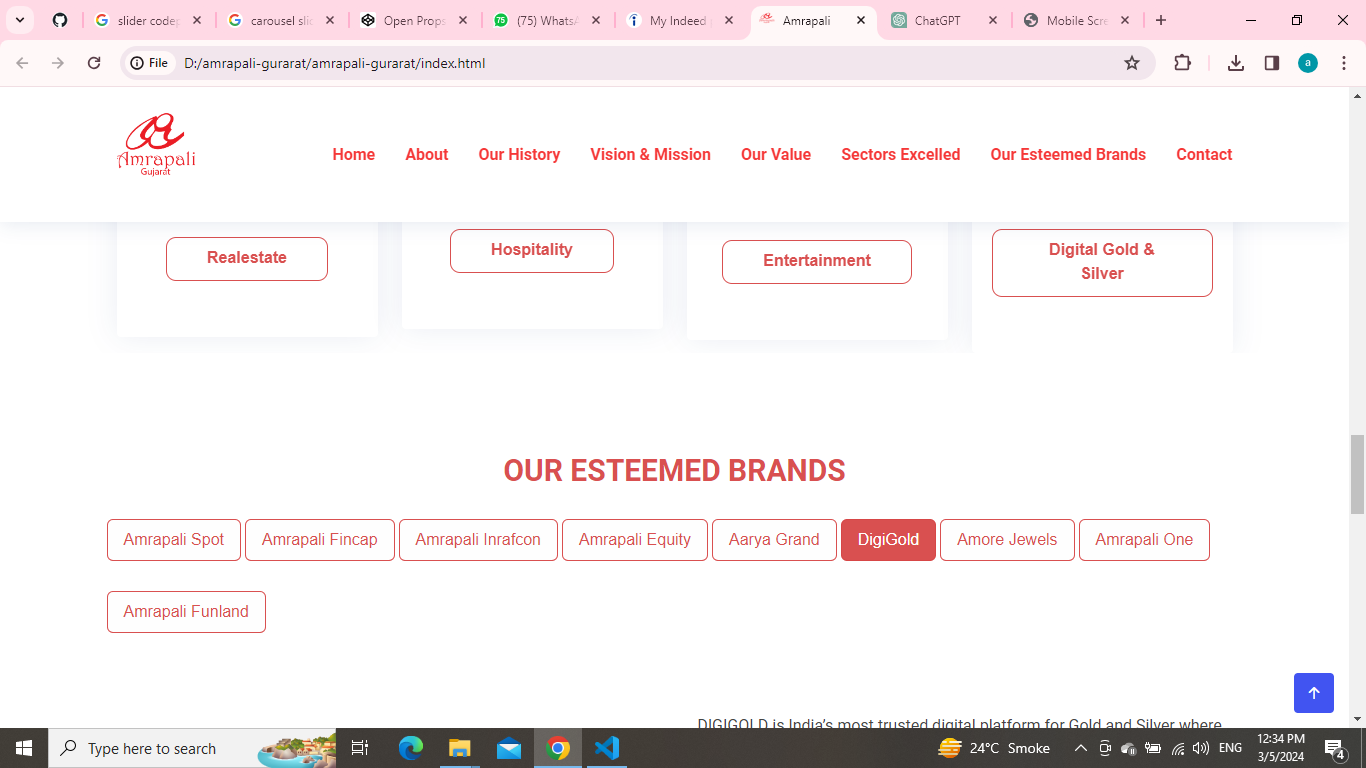 slider codep
carousel slid
Open Props
(75) WhatsA
My Indeed p
Amrapali
ChatGPT
Mobile Scre
File
D:/amrapali-gurarat/amrapali-gurarat/index.html
a
Amrapali
Gujarat
Home
About
Our History
Vision & Mission
Our Value
Sectors Excelled
Our Esteemed Brands
Contact
Realestate
Hospitality
Entertainment
Digital Gold &
Silver
OUR ESTEEMED BRANDS
Amrapali Spot
Amrapali Fincap
Amrapali Inrafcon
Amrapali Equity
Aarya Grand
DigiGold
Amore Jewels
Amrapali One
Amrapali Funland
DIGIGOLD is India’s most trusted digital platform for Gold and Silver where
Type here to search
24°C Smoke
ENG
12:34 PM
3/5/2024
4